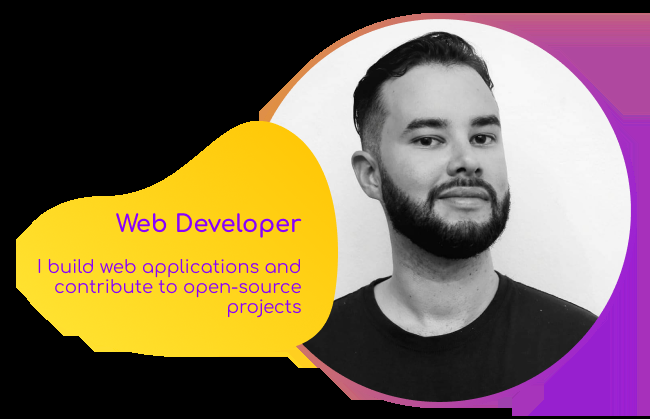 Web Developer
I build web applications and
contribute to open-source
projects